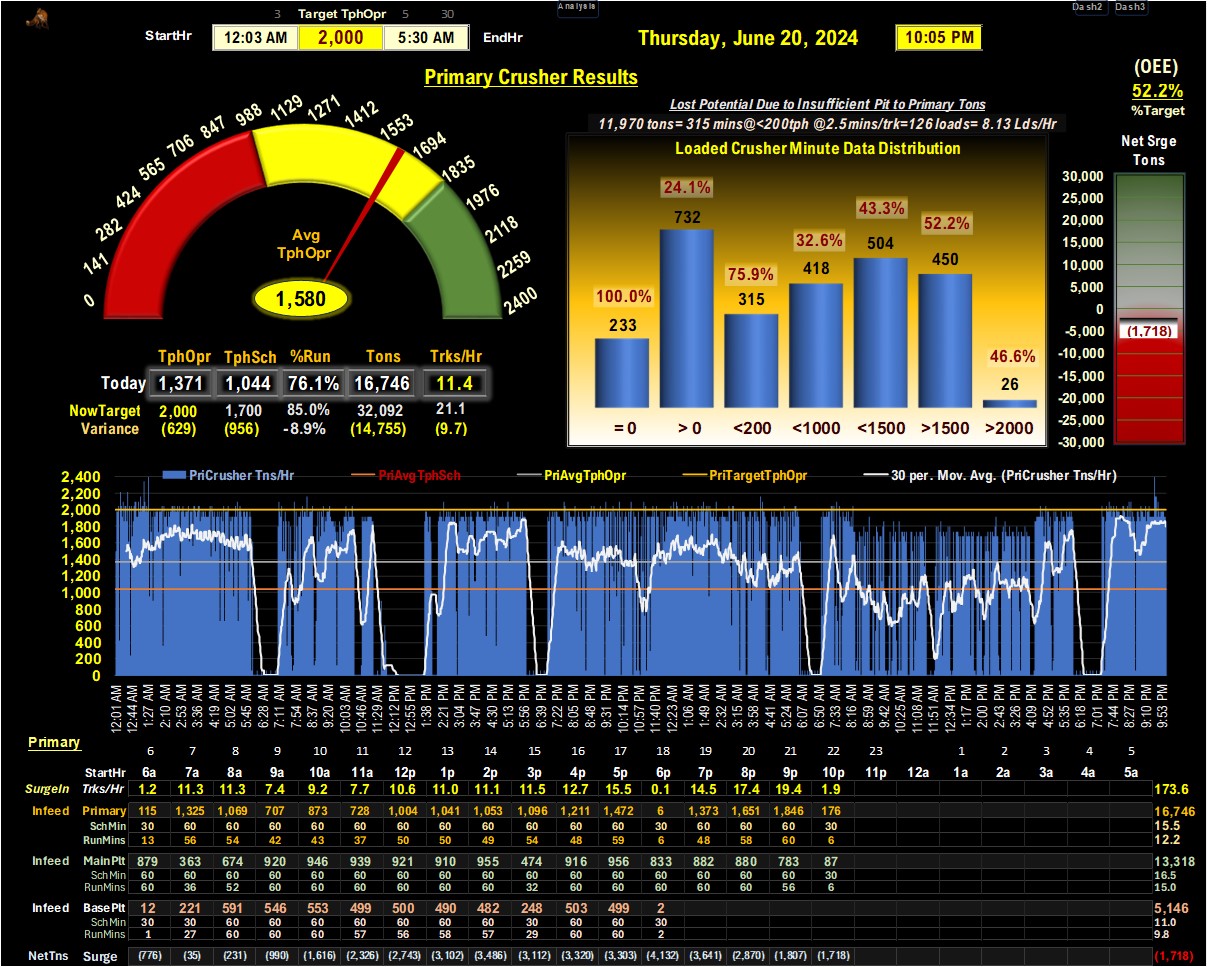 Analysis
Dash2 Dash3
3 Target TphOpr 5 30
StartHr 12:03 AM 2,000 5:30 AM EndHr
Thursday, June 20, 2024 10:05 PM
Primary Crusher Results
(OEE)
52.2%
%Target
Lost Potential Due to Insufficient Pit to Primary Tons
11,970 tons= 315 mins@<200tph @2.5mins/trk=126 loads= 8.13 Lds/Hr
0 141 282 424 565 706 847 988 1129 1271 1412 1553 1694 1835 1976 2118 2259 2400
Avg
TphOpr
1,580
Loaded Crusher Minute Data Distribution
100.0% 24.1% 75.9% 32.6% 43.3% 52.2% 46.6%
233 732 315 418 504 450 26
=0 >0 <200 <1000 <1500 >1500 >2000
Net Srge
Tons
30,000
25,000
20,000
15,000
10,000
5,000
0
-5,000
-10,000
-15,000
-20,000
-25,000
-30,000
(1,718)
TphOpr TphSch %Run Tons Trks/Hr
Today 1,371 1,044 76.1% 16,746 11.4
NowTarget 2,000 1,700 85.0% 32,092 21.1
Variance (629) (956) -8.9% (14,755) (9.7)
PriCrusher Tns/Hr PriAvgTphSch PriAvgTphOpr PriTargetTphOpr 30 per. Mov. Avg. (PriCrusher Tns/Hr)
2,400
2,200
2,000
1,800
1,600
1,400
1,200
1,000
800
600
400
200
0
12:01 AM 12:44 AM 1:27 AM 2:10 AM 2:53 AM 3:36 AM 4:19 AM 5:02 AM 5:45 AM 6:28 AM 7:11 AM 7:54 AM 8:37 AM 9:20 AM 10:03 AM 10:46 AM 11:29 AM 12:12 PM 12:55 PM 1:38 PM 2:21 PM 3:04 PM 3:47 PM 4:30 PM 5:13 PM 5:56 PM 6:39 PM 7:22 PM 8:05 PM 8:48 PM 9:31 PM 10:14 PM 10:57 PM 11:40 PM 12:23 AM 1:06 AM 1:49 AM 2:32 AM 3:15 AM 3:58 AM 4:41 AM 5:24 AM 6:07 AM 6:50 AM 7:33 AM 8:16 AM 8:59 AM 9:42 AM 10:25 AM 11:08 AM 11:51 AM 12:34 PM 1:17 PM 2:00 PM 2:43 PM 3:26 PM 4:09 PM 4:52 PM 5:35 PM 6:18 PM 7:01 PM 7:44 PM 8:27 PM 9:10 PM 9:53 PM
Primary 6 7 8 9 10 11 12 13 14 15 16 17 18 19 20 21 22 23 1 2 3 4 5
StartHr 6a 7a 8a 9a 10a 11a 12p 1p 2p 3p 4p 5p 6p 7p 8p 9p 10p 11p 12a 1a 2a 3a 4a 5a
SurgeIn Trks/Hr 1.2 11.3 11.3 7.4 9.2 7.7 10.6 11.0 11.1 11.5 12.7 15.5 0.1 14.5 17.4 19.4 1.9 173.6
Infeed Primary 115 1,325 1,069 707 873 728 1,004 1,041 1,053 1,096 1,211 1,472 6 1,373 1,651 1,846 176 16,746
SchMin 30 60 60 60 60 60 60 60 60 60 60 60 30 60 60 60 30 15.5
RunMins 13 56 54 42 43 37 50 50 49 54 48 59 6 48 58 60 6 12.2
Infeed MainPlt 879 363 674 920 946 939 921 910 955 474 916 956 833 882 880 783 87 13,318
SchMin 60 60 60 60 60 60 60 60 60 60 60 60 60 60 60 60 30 16.5
RunMins 60 36 52 60 60 60 60 60 60 32 60 60 60 60 60 56 6 15.0
Infeed BasePlt 12 221 591 546 553 499 500 490 482 248 503 499 2 5,146
SchMin 30 30 60 60 60 60 60 60 60 30 60 60 30 11.0
RunMins 1 27 60 60 60 57 56 58 57 29 60 60 2 9.8
NetTns Surge (776) (35) (231) (990) (1,616) (2,326) (2,743) (3,102) (3,486) (3,112) (3,320) (3,303) (4,132) (3,641) (2,870) (1,807) (1,718) (1,718)